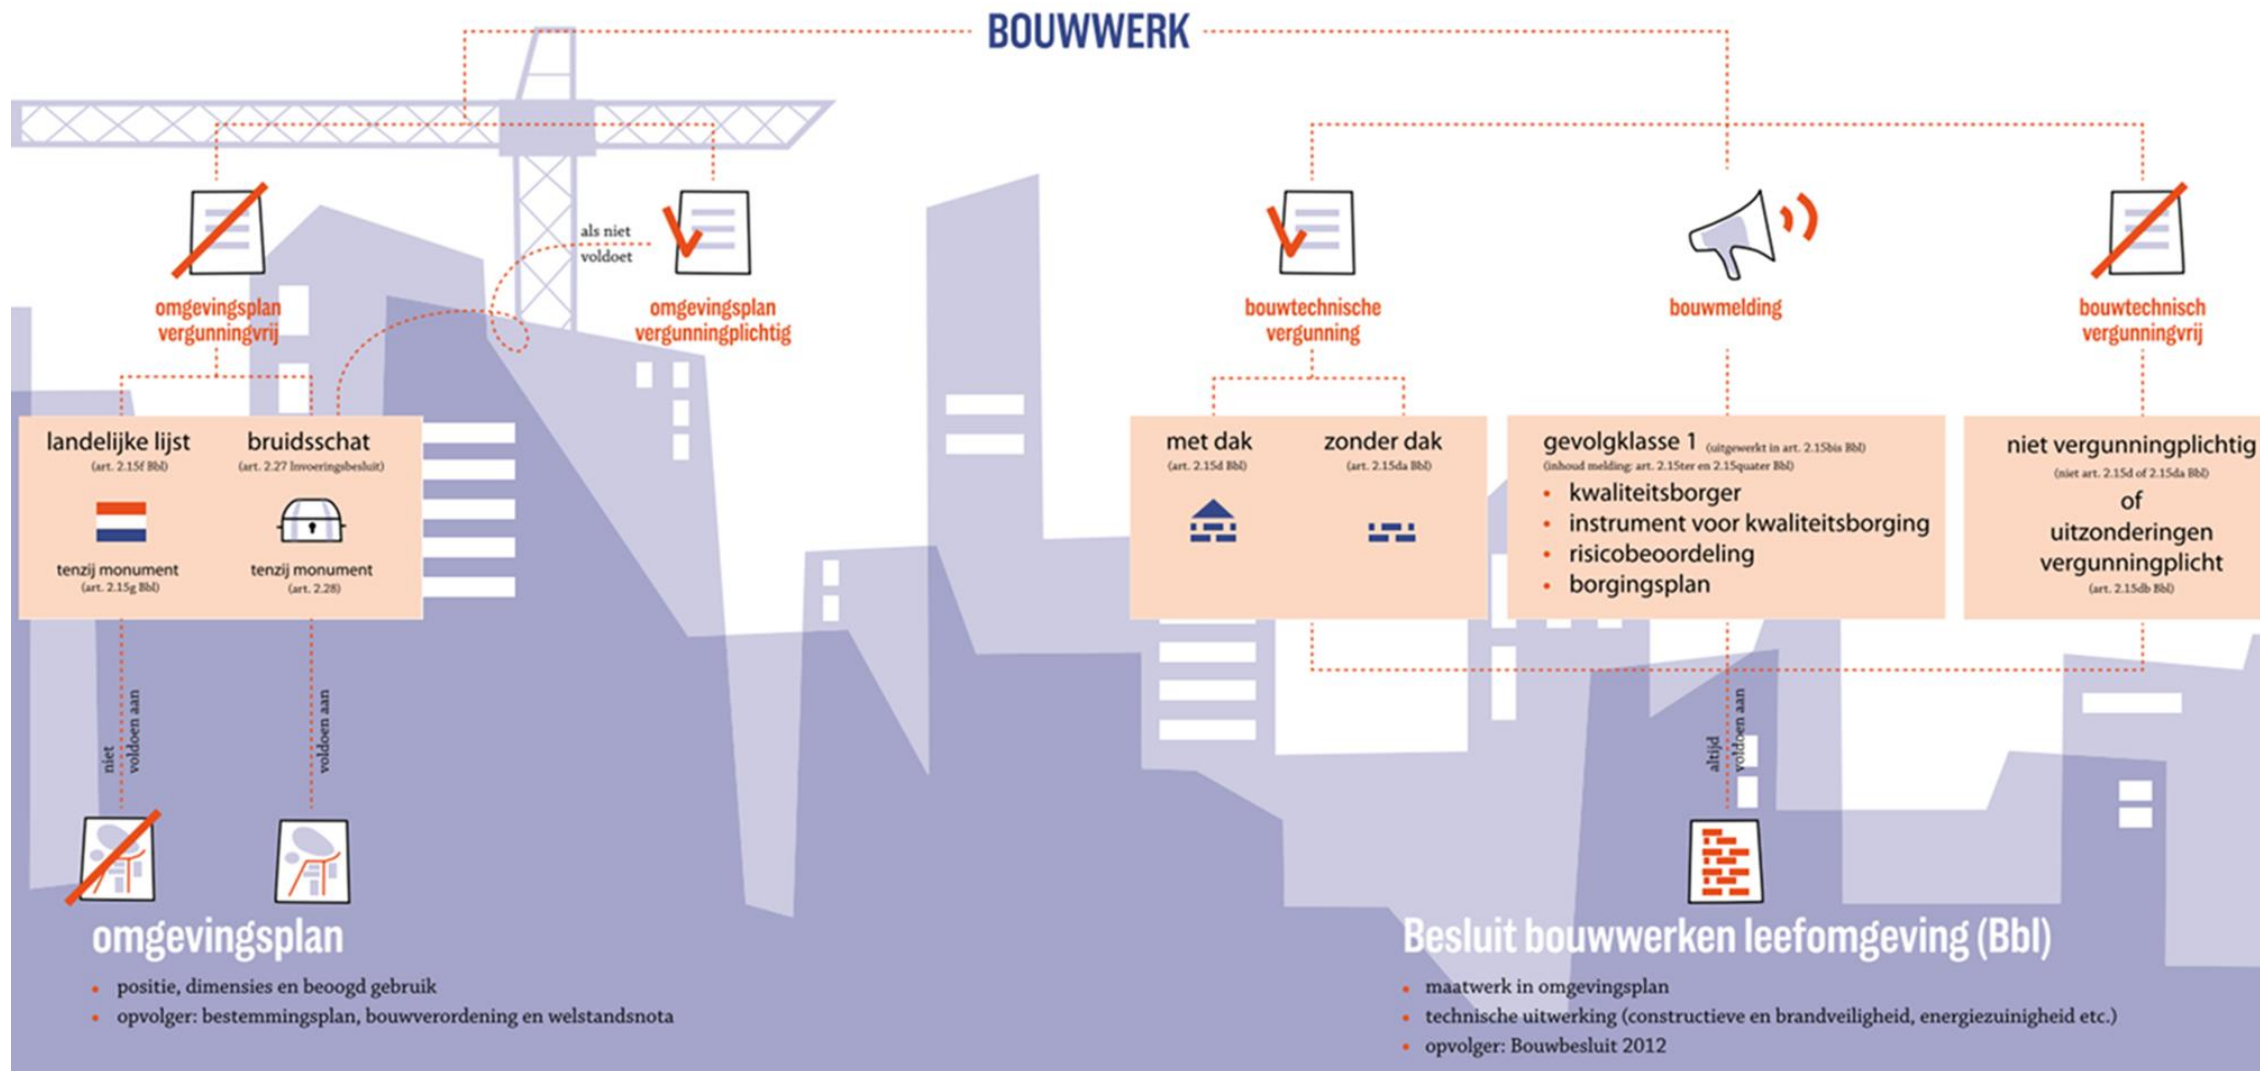 BOUWWERK
omgevingsplan
vergunningvrij
als niet
voldoet
omgevingsplan
vergunningplichtig
bouwtechnische
vergunning
bouwmelding
bouwtechnisch
vergunningvrij
landelijke lijst
(art. 2.15f Bbl)
tenzij monument
(art. 2.15g Bbl)
bruidsschat
(art. 2.27 Invoeringsbesluit)
tenzij monument
(art. 2.28)
met dak
(art. 2.15d Bbl)
zonder dak
(art. 2.15da Bbl)
gevolgklasse 1 (uitgewerkt in art. 2.15bis Bbl)
(inhoud melding: art. 2.15ter en 2.15quater Bbl)
• kwaliteitsborger
• instrument voor kwaliteitsborging
• risicobeoordeling
• borgingsplan
niet vergunningplichtig
(niet art. 2.15d of 2.15da Bbl)
of
uitzonderingen
vergunningplicht
(art. 2.15db Bbl)
niet
voldoen aan
voldoen aan
altijd
voldoen aan
omgevingsplan
• positie, dimensies en beoogd gebruik
• opvolger: bestemmingsplan, bouwverordening en welstandsnota
Besluit bouwwerken leefomgeving (Bbl)
• maatwerk in omgevingsplan
• technische uitwerking (constructieve en brandveiligheid, energiezuinigheid etc.)
• opvolger: Bouwbesluit 2012